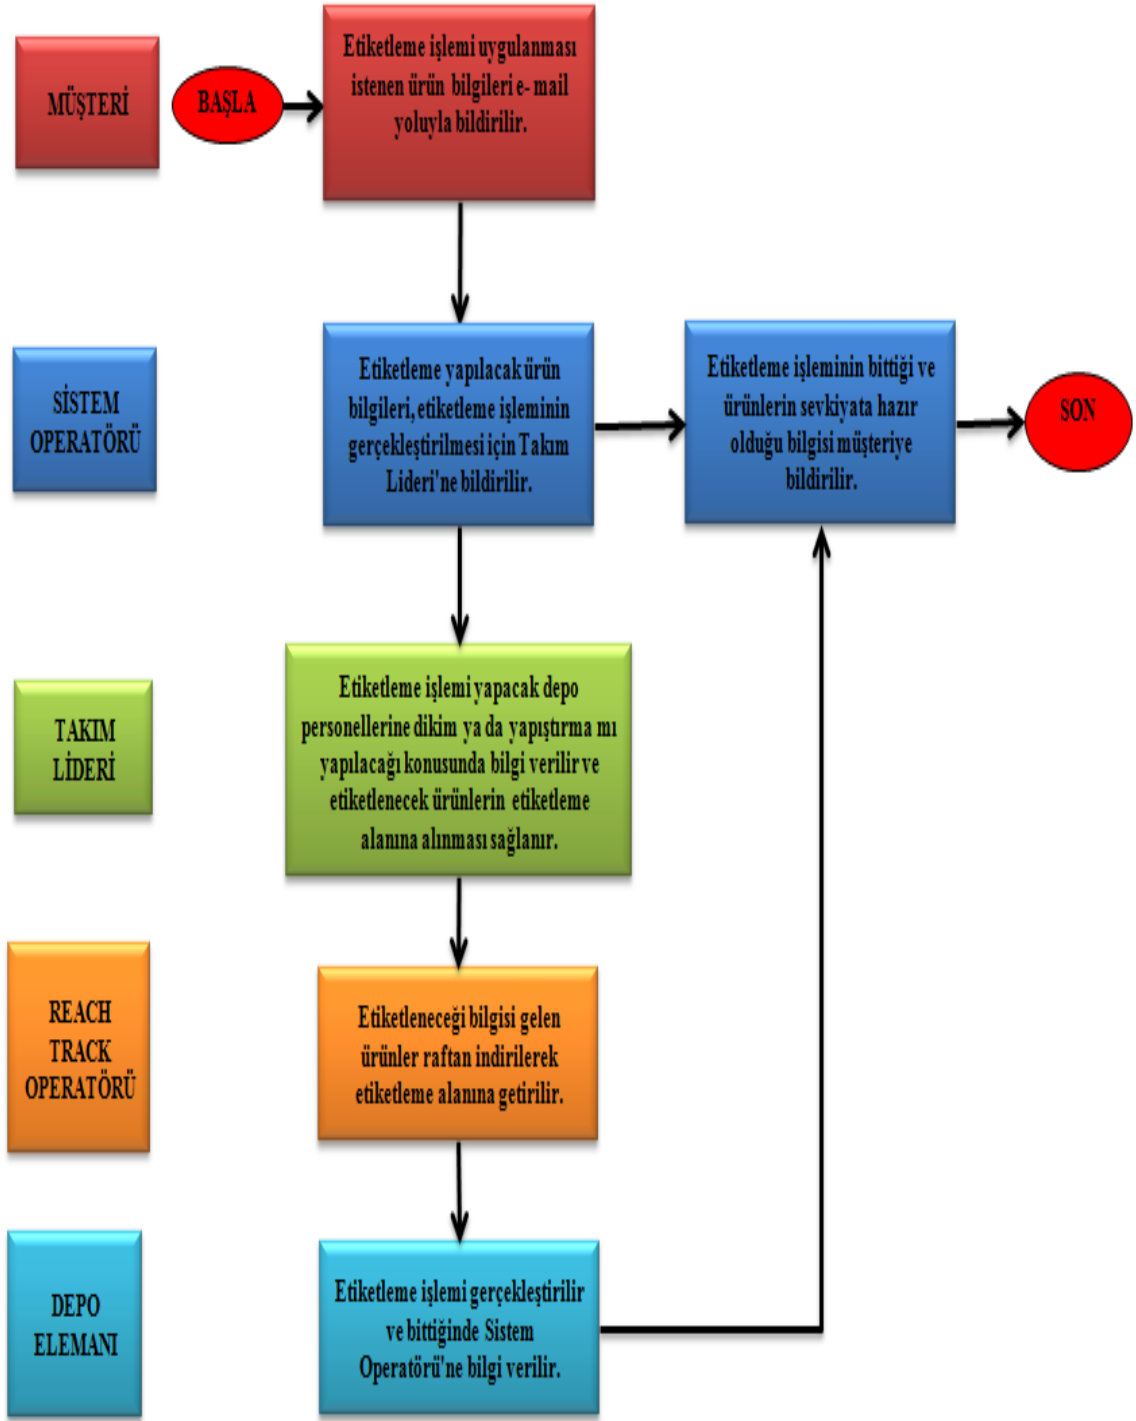 MÜŞTERİ
BAŞLA
Etiketleme işlemi uygulanması
istenen ürün bilgileri e- mail
yoluyla bildirilir.
SİSTEM
OPERATÖRÜ
Etiketleme yapılacak ürün
bilgileri, etiketleme işleminin
gerçekleştirilmesi için Takım
Lideri'ne bildirilir.
Etiketleme işleminin bittiği ve
ürünlerin sevkiyata hazır
olduğu bilgisi müşteriye
bildirilir.
SON
TAKIM
LİDERİ
Etiketleme işlemi yapacak depo
personellerine dikim ya da yapıştırma mı
yapılacağı konusunda bilgi verilir ve
etiketlenecek ürünlerin etiketleme
alanına alınması sağlanır.
REACH
TRACK
OPERATÖRÜ
Etiketleneceği bilgisi gelen
ürünler raftan indirilerek
etiketleme alanına getirilir.
DEPO
ELEMANI
Etiketleme işlemi gerçekleştirilir
ve bittiğinde Sistem
Operatörü'ne bilgi verilir.